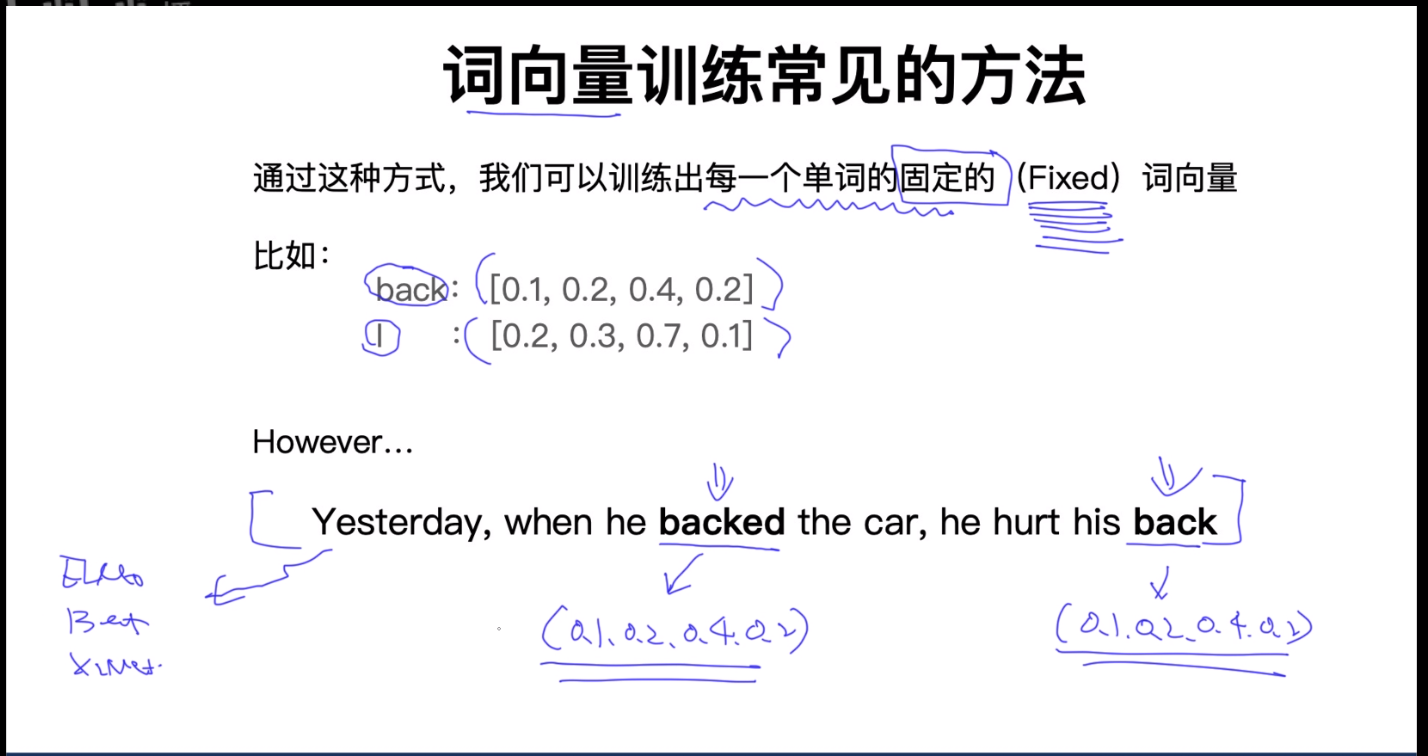 词向量训练常见的方法
通过这种方式，我们可以训练出每一个单词的固定的（Fixed）词向量
比如：
back： [0.1, 0.2, 0.4, 0.2]
I ： [0.2, 0.3, 0.7, 0.1]
However…
Yesterday, when he backed the car, he hurt his back
ELMo
Bert
XLNet
(0.1, 0.2, 0.4, 0.2)
(0.1, 0.2, 0.4, 0.2)